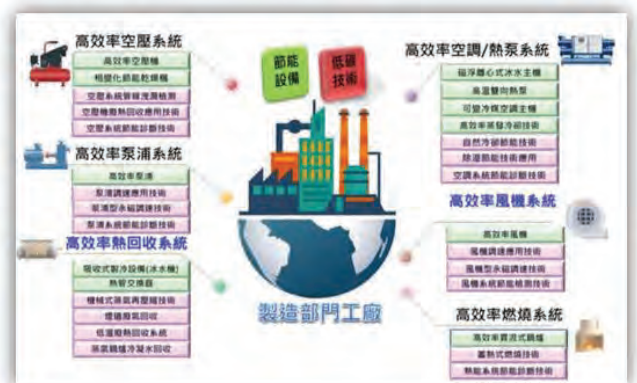 高效率空壓系統
高效率空壓機
相變化節能乾燥機
空壓系統管線洩漏檢測
空壓機廢熱回收應用技術
空壓系統節能診斷技術
高效率泵浦系統
高效率泵浦
泵浦調速應用技術
泵浦型永磁調速技術
泵浦系統節能診斷技術
高效率熱回收系統
吸收式製冷設備(冰水機)
熱管交換器
機械式蒸氣再壓縮技術
煙道廢氣回收
低溫廢熱回收系統
蒸氣鍋爐冷凝水回收
節能
設備
低碳
技術
製造部門工廠
高效率空調/熱泵系統
磁浮離心式冰水主機
高溫雙向熱泵
可變冷媒空調主機
高效率蒸發冷卻技術
自然冷卻節能技術
除濕節能技術應用
空調系統節能診斷技術
高效率風機系統
高效率風機
風機調速應用技術
風機型永磁調速技術
風機系統節能檢測技術
高效率燃燒系統
高效率貫流式鍋爐
蓄熱式燃燒技術
熱能系統節能診斷技術